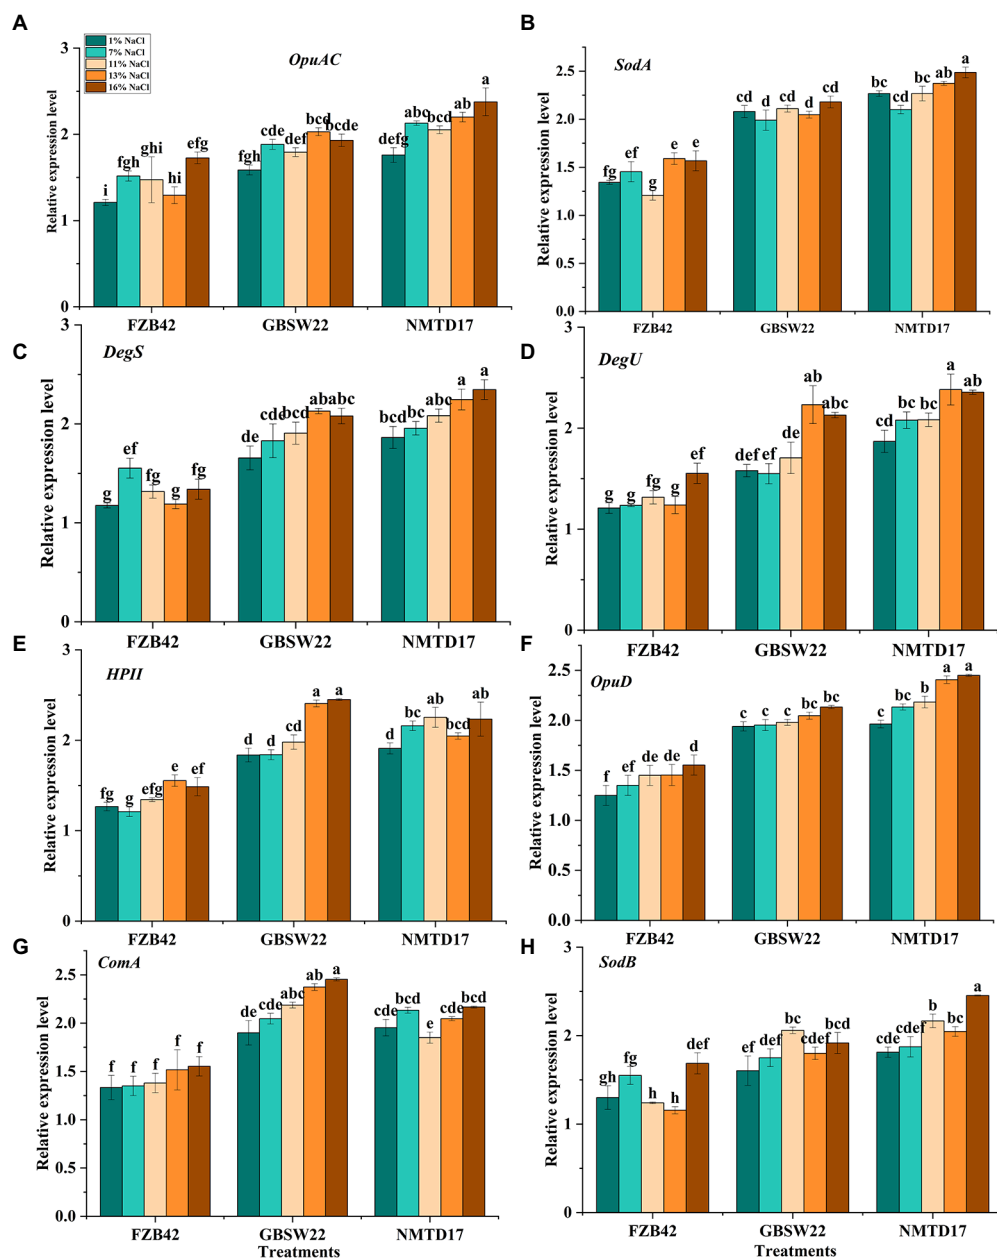 A
1% NaCl
7% NaCl
11% NaCl
13% NaCl
16% NaCl
OpuAC
Relative expression level
3
2
1
0
i fgh ghi hi efg
fgh cde def bcd bcde
defg abc bcd ab a
FZB42 GBSW22 NMTD17
B
SodA
Relative expression level
2.5
2.0
1.5
1.0
0.5
0.0
fg ef g e e
cd d cd d cd
bc cd bc ab a
FZB42 GBSW22 NMTD17
C
DegS
Relative expression level
3
2
1
0
g ef fg g fg
de cde bcd ab abc
bcd bcd abc a a
FZB42 GBSW22 NMTD17
D
DegU
Relative expression level
3
2
1
0
g g fg g ef
def ef de ab abc
cd bc bc a ab
FZB42 GBSW22 NMTD17
E
HPII
Relative expression level
3
2
1
0
fg g efg e ef
d d cd a a
cd bc ab bcd ab
FZB42 GBSW22 NMTD17
F
OpuD
Relative expression level
2.5
2.0
1.5
1.0
0.5
0.0
f ef de de d
c c c bc bc
c bc b a a
FZB42 GBSW22 NMTD17
G
ComA
Relative expression level
2.5
2.0
1.5
1.0
0.5
0.0
f f f f f
de cde abc ab a
cde bcd e cde bcd
FZB42 GBSW22 NMTD17
Treatments
H
SodB
Relative expression level
3
2
1
0
gh fg h h def
ef def bc cdef bcd
cdef cdef b bc a
FZB42 GBSW22 NMTD17
Treatments